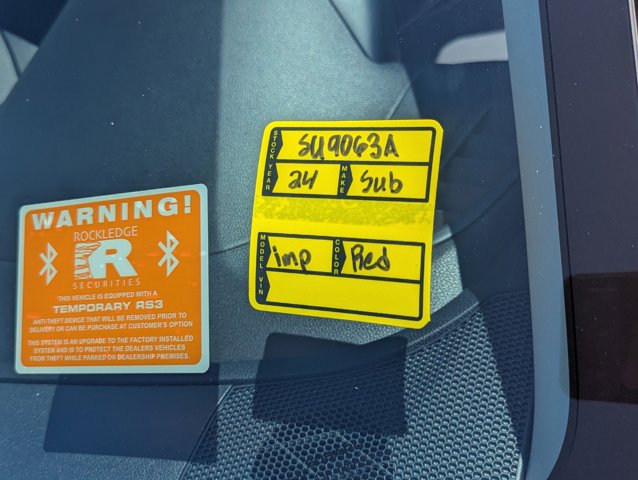 WARNING!
ROCKLEDGE
R
SECURITIES
THIS VEHICLE IS EQUIPPED WITH A
TEMPORARY RS3
ANTI-THEFT DEVICE THAT WILL BE REMOVED PRIOR TO
DELIVERY OR CAN BE PURCHASE AT CUSTOMER'S OPTION
THIS SYSTEM IS AN UPGRADE TO THE FACTORY INSTALLED
SYSTEM AND IS TO PROTECT THE DEALERS VEHICLES
FROM THEFT WHILE PARKED ON DEALERSHIP PREMISES.
STOCK SU9063A
YEAR 24 MAKE Sub
MODEL imp COLOR Red
VIN